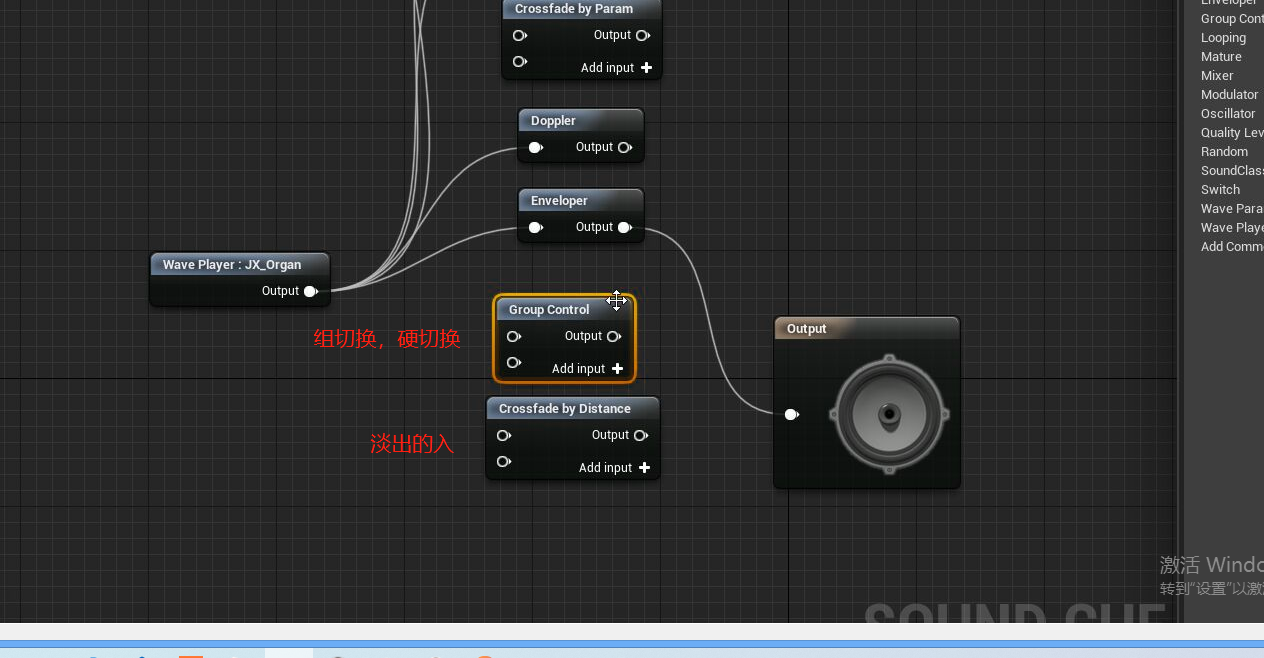 Crossfade by Param
Output
Add input
Doppler
Output
Enveloper
Output
Wave Player : JX_Organ
Output
Group Control
Output
Add input
组切换，硬切换
Crossfade by Distance
Output
Add input
淡出的入
Output
Enveloper
Group Cont
Looping
Mature
Mixer
Modulator
Oscillator
Quality Lev
Random
SoundClas
Switch
Wave Para
Wave Playe
Add Comm
激活 Windo
转到“设置”以激
SOUND CUE